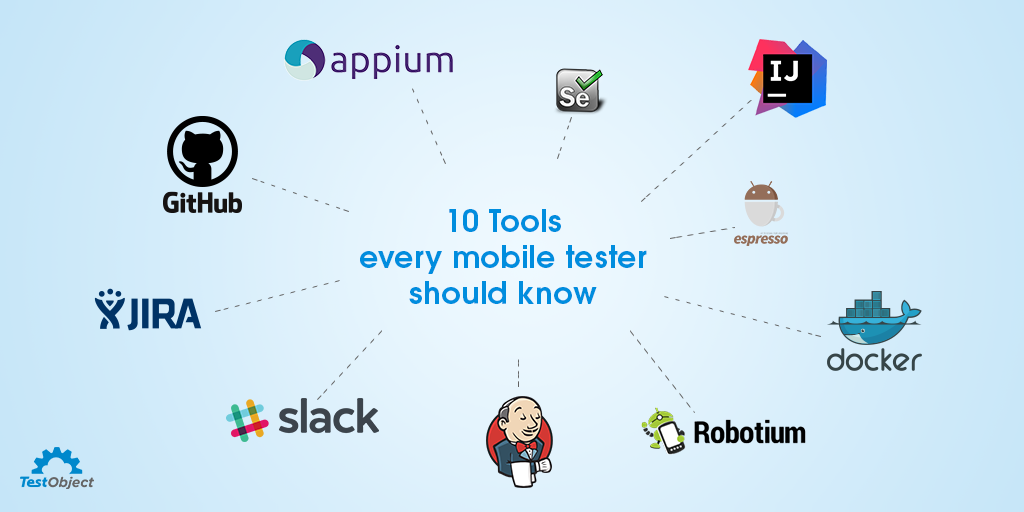 appium
Se
IJ
GitHub
10 Tools
every mobile tester
should know
espresso
JIRA
docker
slack
Robotium
TestObject